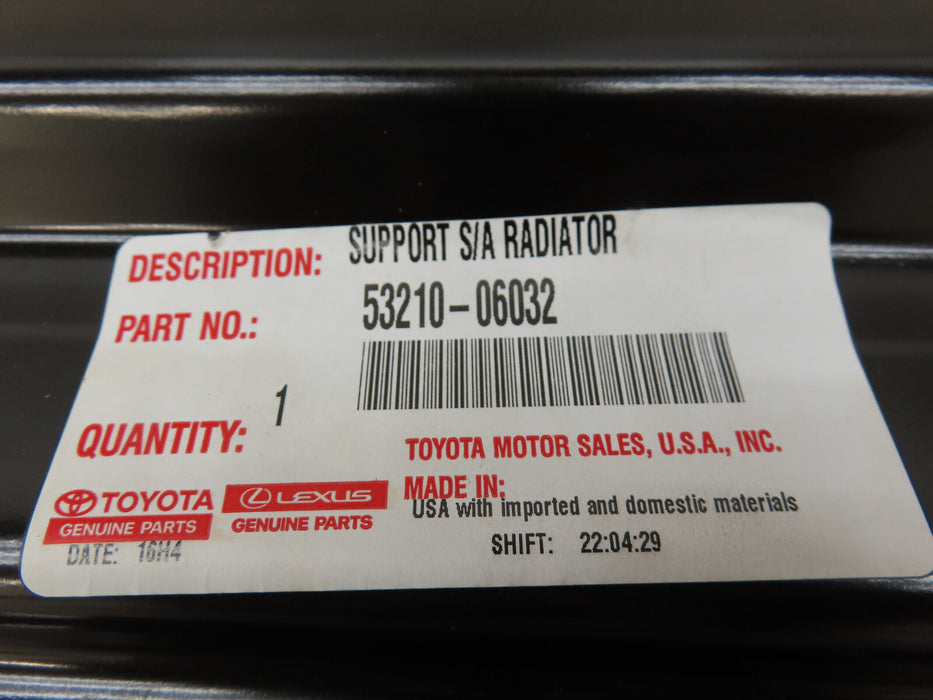 DESCRIPTION: SUPPORT S/A RADIATOR
PART NO.: 53210-06032
QUANTITY: 1
TOYOTA MOTOR SALES, U.S.A., INC.
MADE IN:
USA with imported and domestic materials
TOYOTA
GENUINE PARTS
LEXUS
GENUINE PARTS
DATE: 16H4
SHIFT: 22:04:29